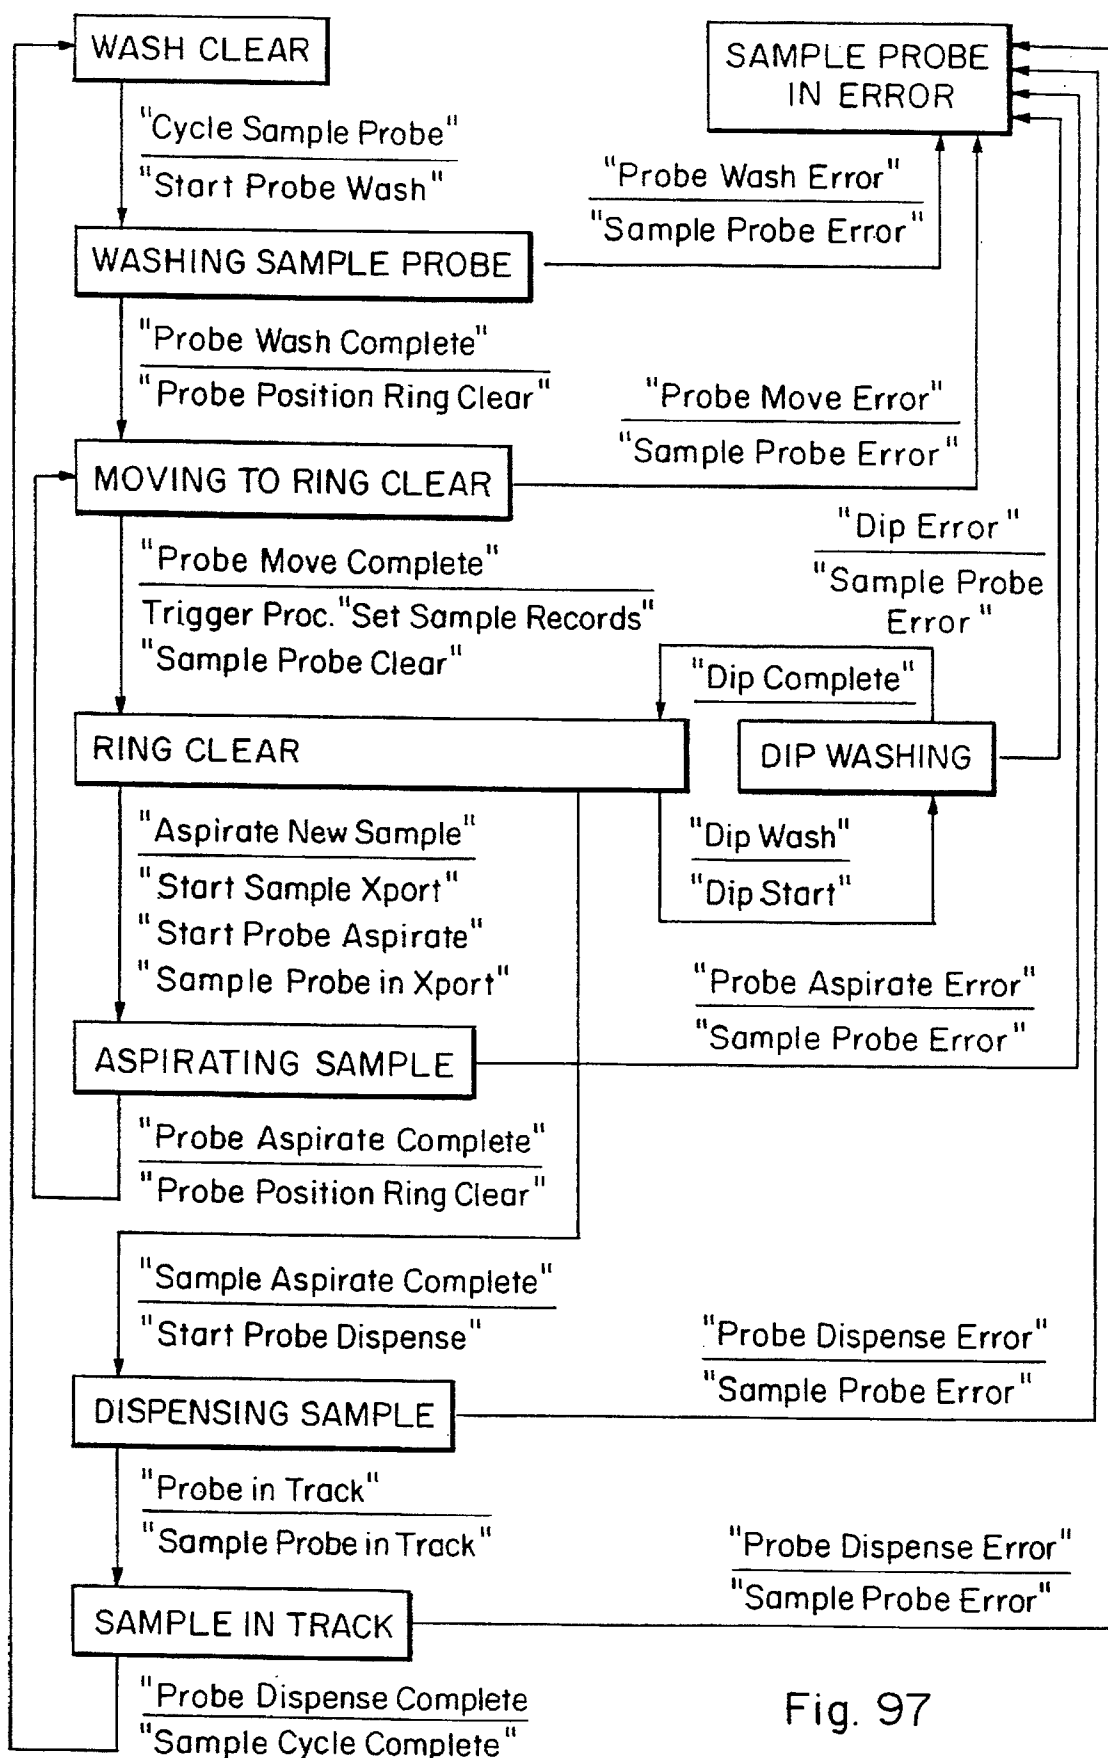 WASH CLEAR
SAMPLE PROBE
IN ERROR
"Cycle Sample Probe"
"Start Probe Wash"
"Probe Wash Error"
"Sample Probe Error"
WASHING SAMPLE PROBE
"Probe Wash Complete"
"Probe Position Ring Clear"
"Probe Move Error"
"Sample Probe Error"
MOVING TO RING CLEAR
"Probe Move Complete"
Trigger Proc. "Set Sample Records"
"Sample Probe Clear"
"Dip Error"
"Sample Probe
Error"
"Dip Complete"
RING CLEAR
DIP WASHING
"Aspirate New Sample"
"Start Sample Xport"
"Start Probe Aspirate"
"Sample Probe in Xport"
"Dip Wash"
"Dip Start"
"Probe Aspirate Error"
"Sample Probe Error"
ASPIRATING SAMPLE
"Probe Aspirate Complete"
"Probe Position Ring Clear"
"Sample Aspirate Complete"
"Start Probe Dispense"
"Probe Dispense Error"
"Sample Probe Error"
DISPENSING SAMPLE
"Probe in Track"
"Sample Probe in Track"
"Probe Dispense Error"
"Sample Probe Error"
SAMPLE IN TRACK
"Probe Dispense Complete
"Sample Cycle Complete"
Fig. 97